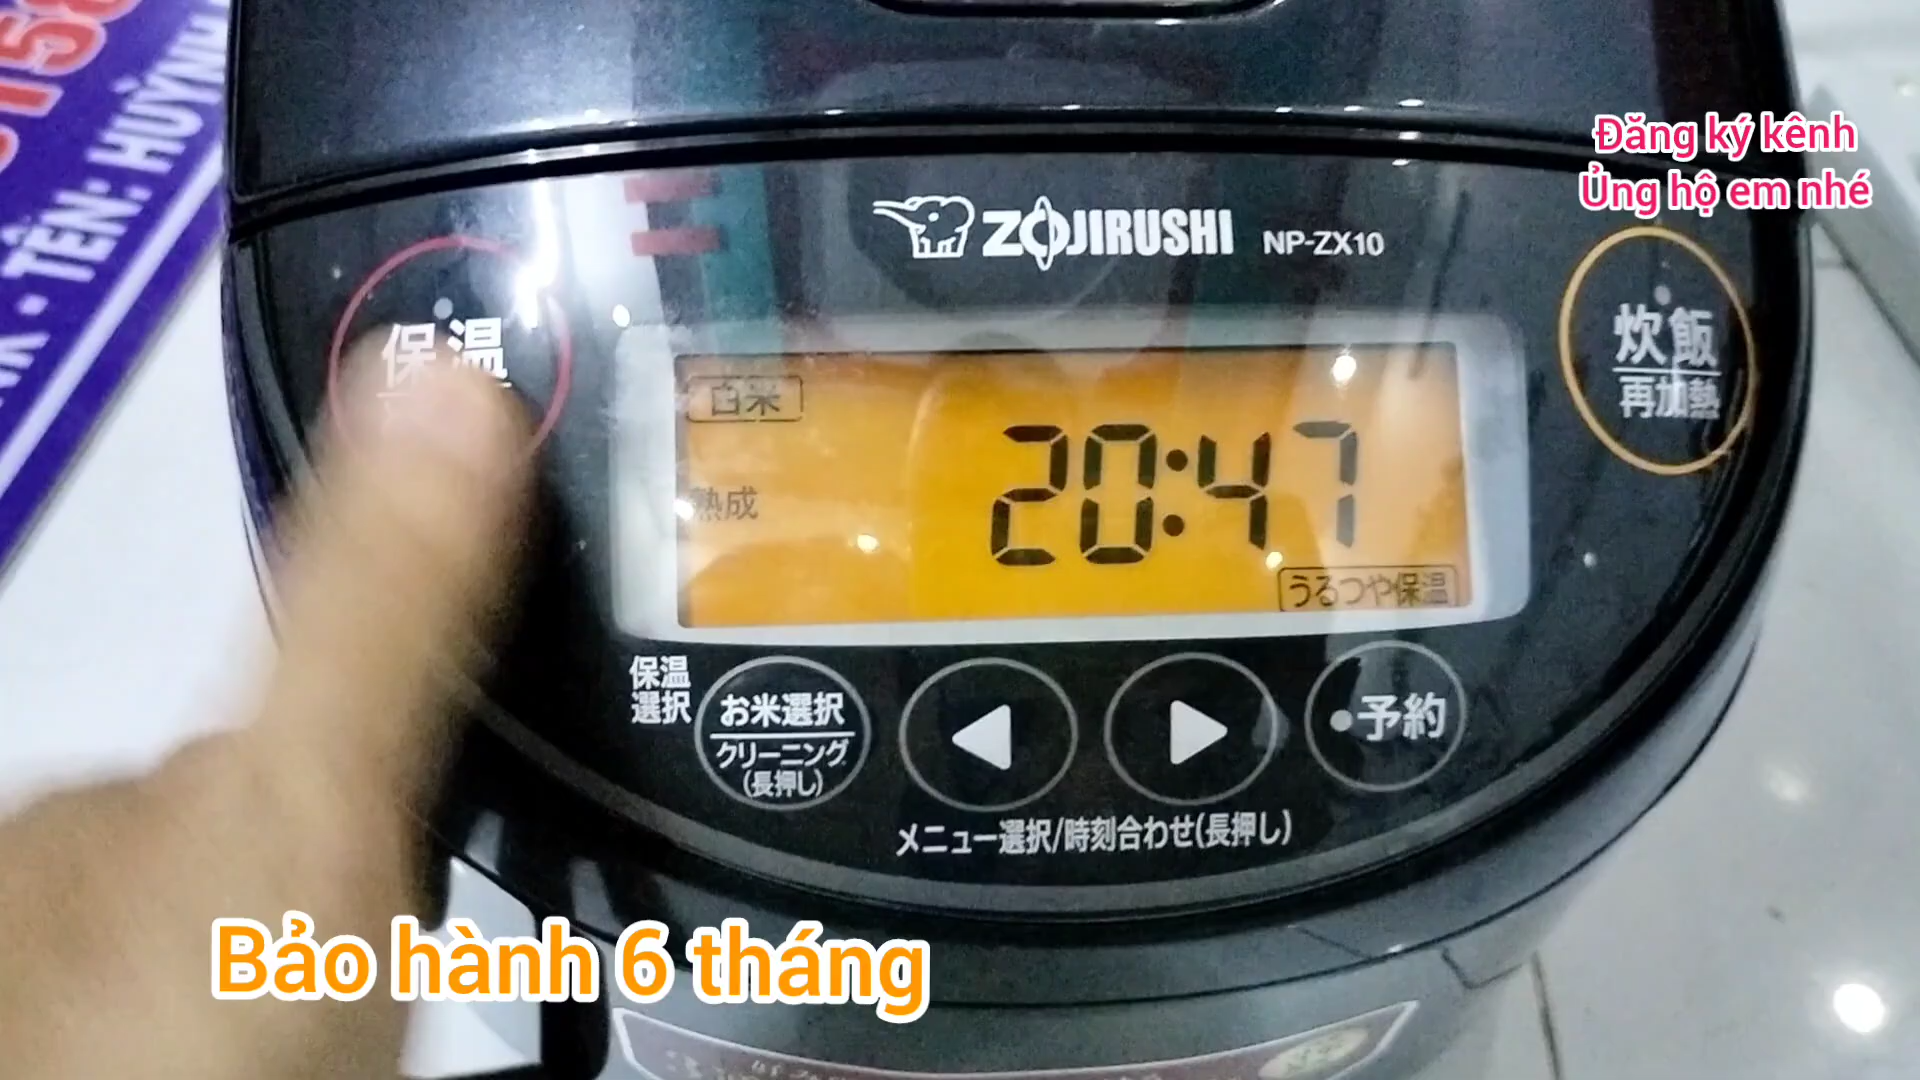 158
TÊN: HUỲNH
Đăng ký kênh
Ủng hộ em nhé
ZOJIRUSHI NP-ZX10
保温
炊飯
再加熱
白米
20:47
熟成
うるつや保温
保温
選択
お米選択
クリーニング
(長押し)
予約
メニュー選択/時刻合わせ(長押し)
Bảo hành 6 tháng